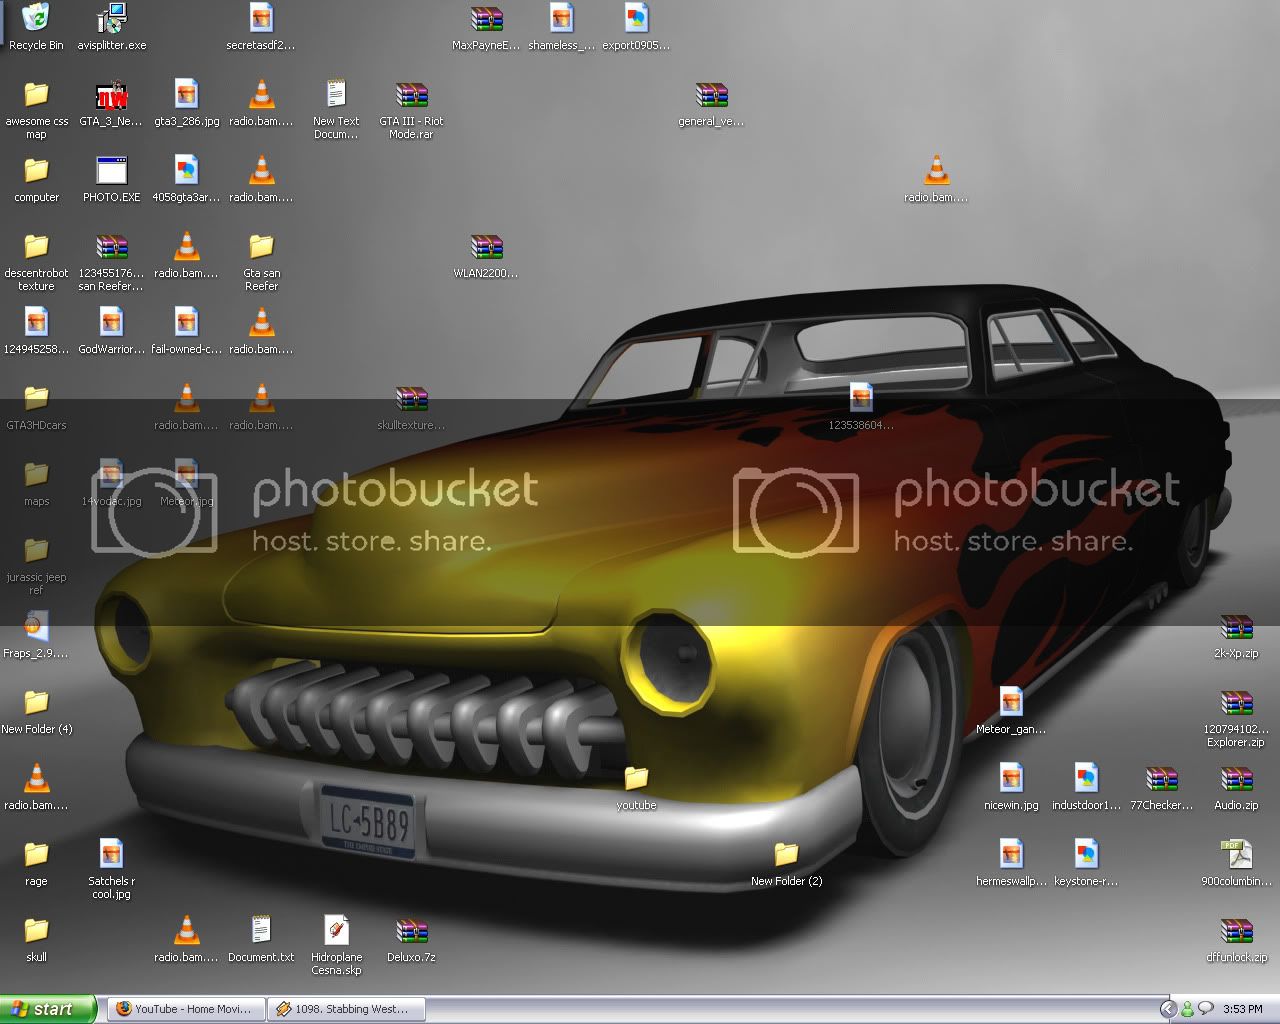 Recycle Bin
avisplitter.exe
secretasdf2...
MaxPayneE...
shameless_...
export0905...
awesome css
map
GTA_3_Ne...
gta3_286.jpg
radio.bam....
New Text
Docum...
GTA III - Riot
Mode.rar
general_ve...
computer
PHOTO.EXE
4058gta3ar...
radio.bam....
radio.bam....
descentrobot
texture
123455176...
san Reefer...
radio.bam....
Gta san
Reefer
WLAN2200...
124945258...
GodWarrior...
fail-owned-c...
radio.bam....
GTA3HDcars
radio.bam....
radio.bam....
skulltexture...
123538604...
maps
14vodac.jpg
Meteor.jpg
photobucket
host. store. share.
photobucket
host. store. share.
jurassic jeep
ref
Fraps_2.9....
2k-Xp.zip
New Folder (4)
Meteor_gan...
120794102...
Explorer.zip
radio.bam....
youtube
nicewin.jpg
industdoor1...
77Checker...
Audio.zip
LC 5B89
THE EMPIRE STATE
rage
Satchels r
cool.jpg
New Folder (2)
hermeswallp...
keystone-r...
900columbin...
skull
radio.bam....
Document.txt
Hidroplane
Cesna.skp
Deluxo.7z
dffunlock.zip
start
YouTube - Home Movi...
1098. Stabbing West...
3:53 PM